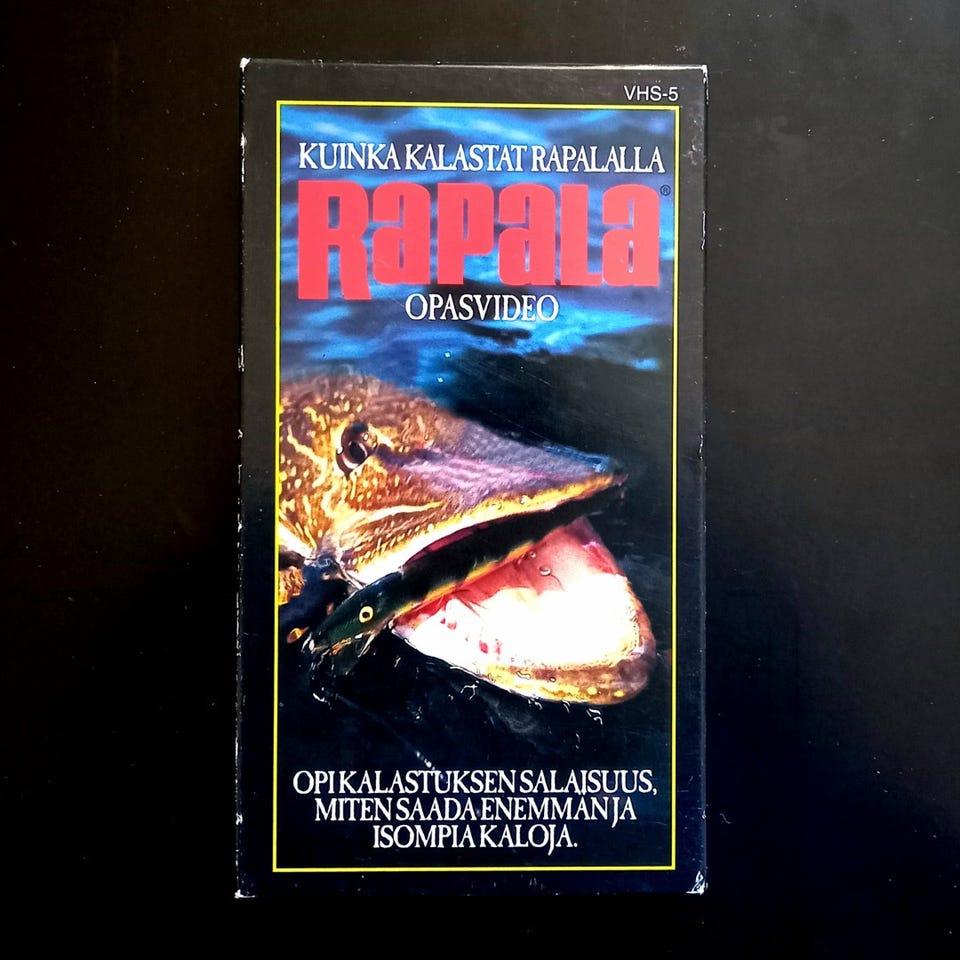 VHS-5
KUINKA KALASTAT RAPALALLA
Rapala®
OPASVIDEO
OPI KALASTUKSEN SALAISUUS,
MITEN SAADA ENEMMÄN JA
ISOMPIA KALOJA.